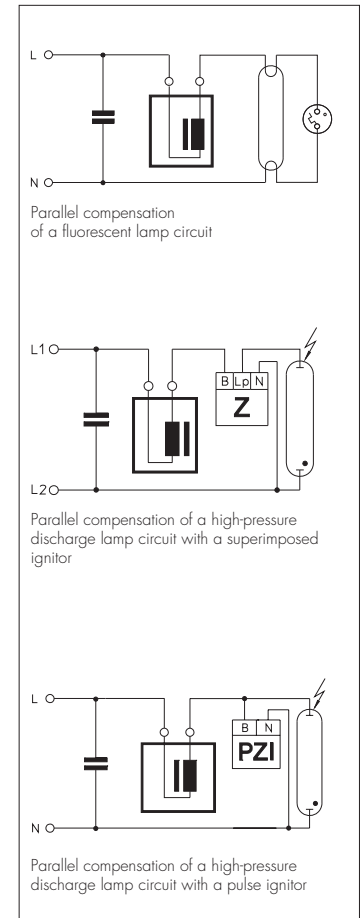 L
N
Parallel compensation
of a fluorescent lamp circuit
L1
B Lp N
Z
L2
Parallel compensation of a high-pressure
discharge lamp circuit with a superimposed
ignitor
L
B N
PZI
N
Parallel compensation of a high-pressure
discharge lamp circuit with a pulse ignitor